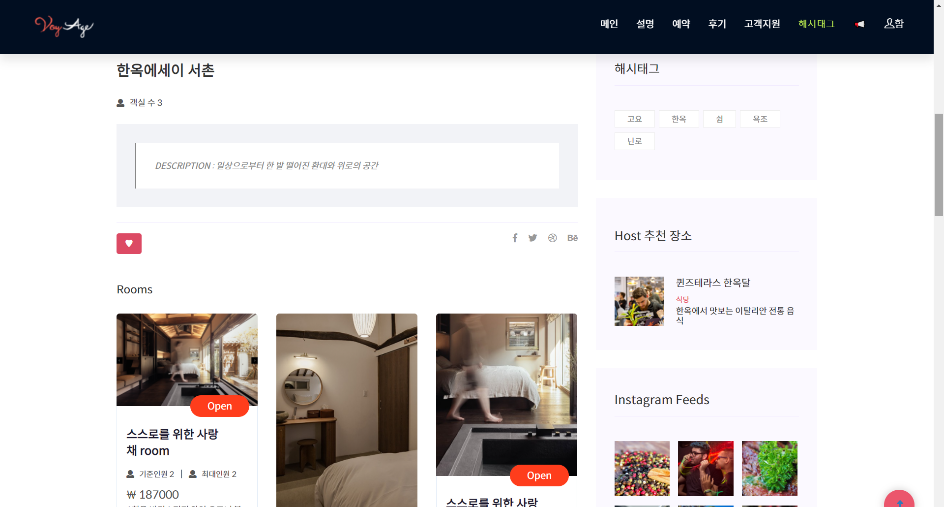 Voy Age
메인 설명 예약 후기 고객지원 해시태그 함
한옥에세이 서촌
객실 수 3
DESCRIPTION : 일상으로부터 한 발 떨어진 환대와 위로의 공간
Bē
Rooms
Open
스스로를 위한 사랑
채 room
기준인원 2 | 최대인원 2
₩ 187000
Open
스스로를 위한 사랑
해시태그
고요 한옥 쉼 욕조
난로
Host 추천 장소
퀸즈테라스 한옥달
식당
한옥에서 맛보는 이탈리안 전통 음
식
Instagram Feeds